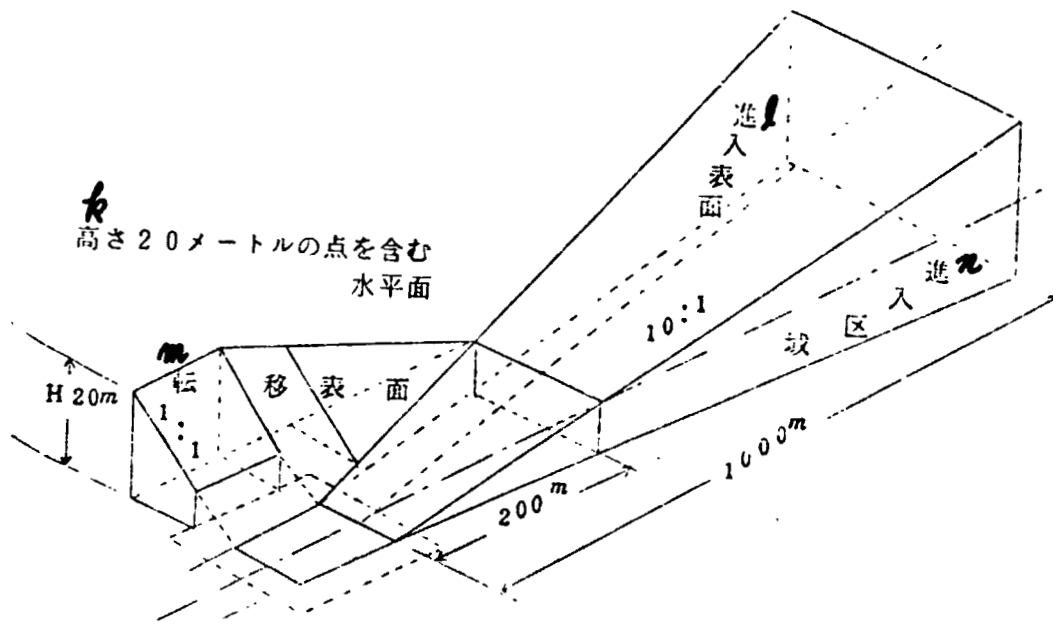 k
高さ20メートルの点を含む
水平面
進入表面
l
m
転移表面
1:1
H20m
10:1
進入区域
n
200m
1000m